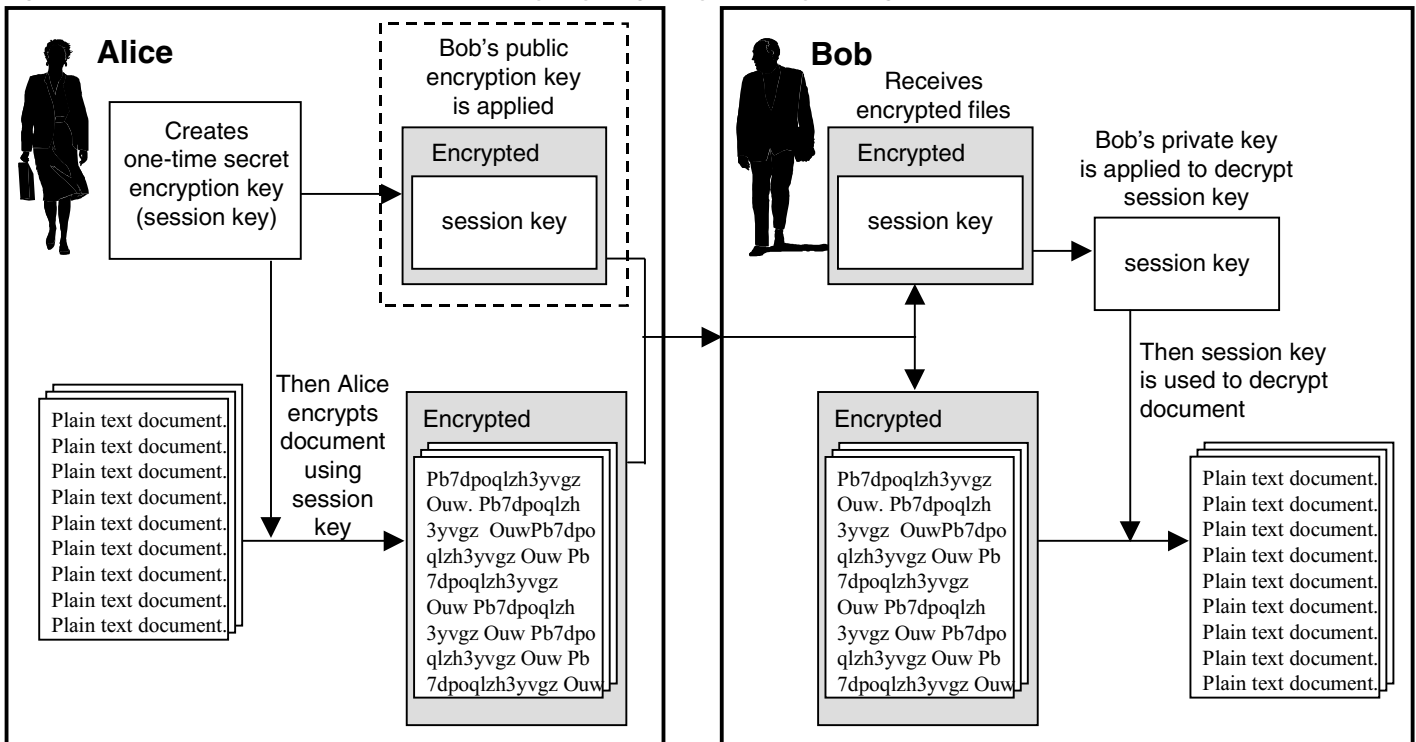 Alice
Creates
one-time secret
encryption key
(session key)
Bob's public
encryption key
is applied
Encrypted
session key
Plain text document.
Plain text document.
Plain text document.
Plain text document.
Plain text document.
Plain text document.
Plain text document.
Plain text document.
Plain text document.
Then Alice
encrypts
document
using
session
key
Encrypted
Pb7dpoqlzh3yvgz
Ouw. Pb7dpoqlzh
3yvgz OuwPb7dpo
qlzh3yvgz Ouw Pb
7dpoqlzh3yvgz
Ouw Pb7dpoqlzh
3yvgz Ouw Pb7dpo
qlzh3yvgz Ouw Pb
7dpoqlzh3yvgz Ouw
Bob
Receives
encrypted files
Encrypted
session key
Bob's private key
is applied to decrypt
session key
session key
Then session key
is used to decrypt
document
Encrypted
Pb7dpoqlzh3yvgz
Ouw. Pb7dpoqlzh
3yvgz OuwPb7dpo
qlzh3yvgz Ouw Pb
7dpoqlzh3yvgz
Ouw Pb7dpoqlzh
3yvgz Ouw Pb7dpo
qlzh3yvgz Ouw Pb
7dpoqlzh3yvgz Ouw
Plain text document.
Plain text document.
Plain text document.
Plain text document.
Plain text document.
Plain text document.
Plain text document.
Plain text document.
Plain text document.